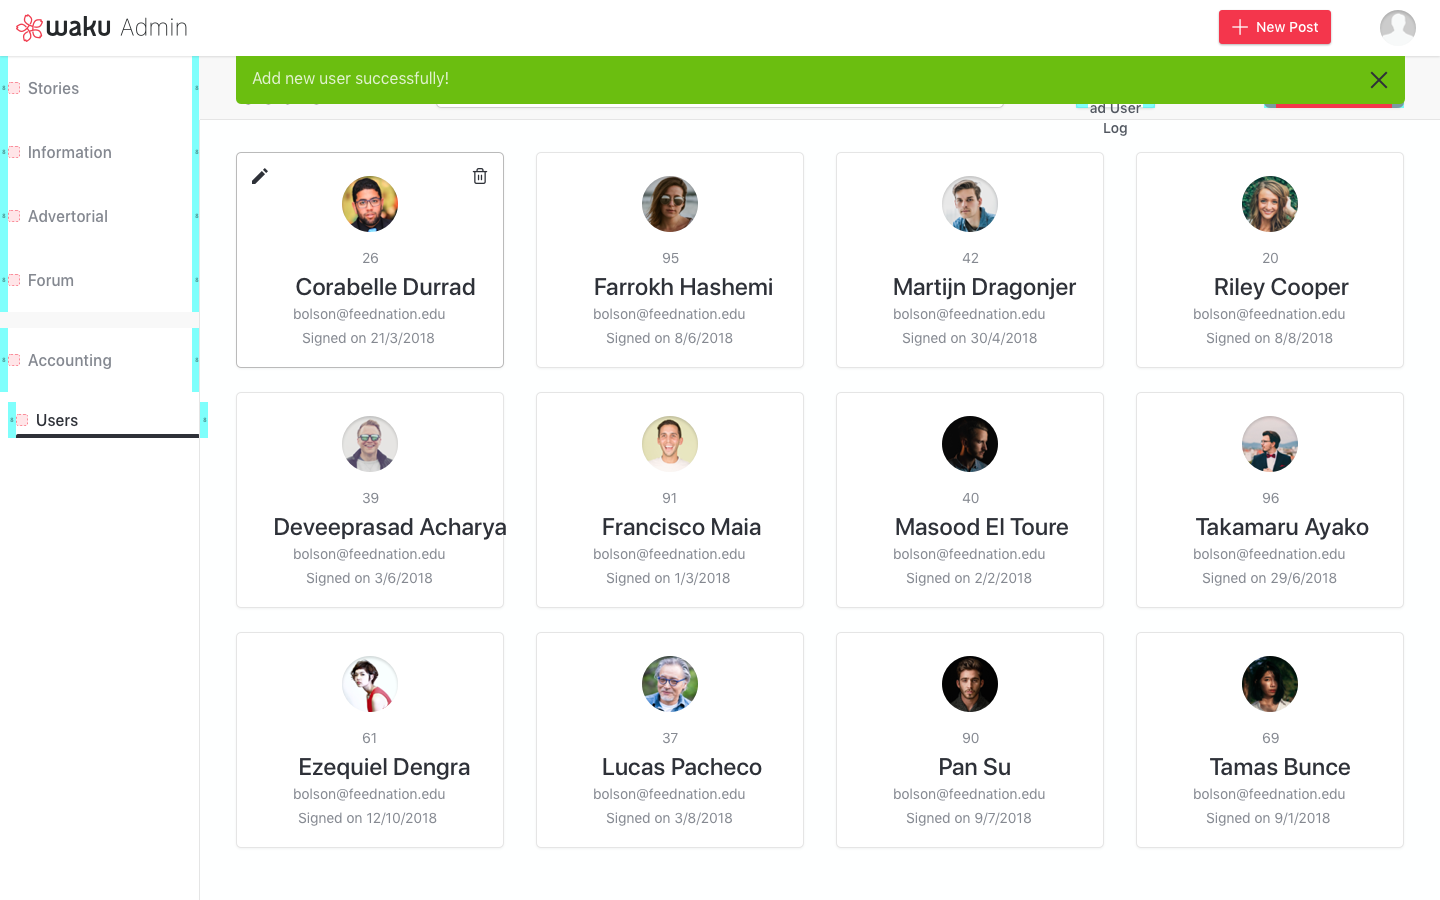 waku Admin
New Post
Add new user successfully!
ad User
Log
Stories
Information
Advertorial
Forum
Accounting
Users
26
Corabelle Durrad
bolson@feednation.edu
Signed on 21/3/2018
95
Farrokh Hashemi
bolson@feednation.edu
Signed on 8/6/2018
42
Martijn Dragonjer
bolson@feednation.edu
Signed on 30/4/2018
20
Riley Cooper
bolson@feednation.edu
Signed on 8/8/2018
39
Deveeprasad Acharya
bolson@feednation.edu
Signed on 3/6/2018
91
Francisco Maia
bolson@feednation.edu
Signed on 1/3/2018
40
Masood El Toure
bolson@feednation.edu
Signed on 2/2/2018
96
Takamaru Ayako
bolson@feednation.edu
Signed on 29/6/2018
61
Ezequiel Dengra
bolson@feednation.edu
Signed on 12/10/2018
37
Lucas Pacheco
bolson@feednation.edu
Signed on 3/8/2018
90
Pan Su
bolson@feednation.edu
Signed on 9/7/2018
69
Tamas Bunce
bolson@feednation.edu
Signed on 9/1/2018